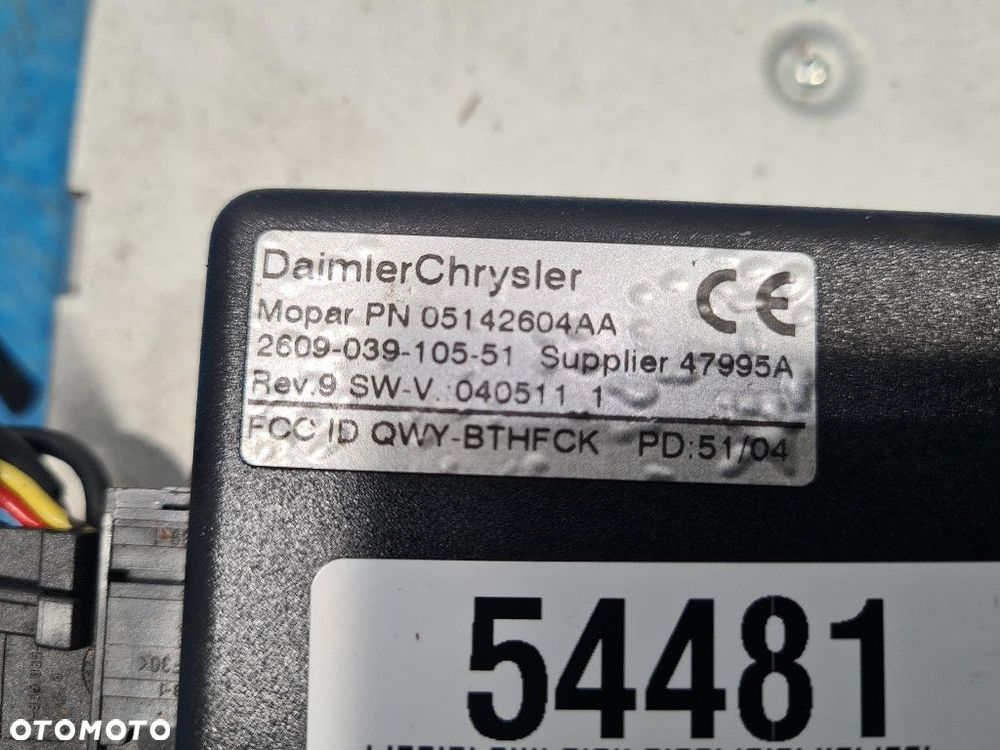 DaimlerChrysler
CE
Mopar PN 05142604AA
2609-039-105-51 Supplier 47995A
Rev.9 SW-V.:040511 1
FCC ID QWY-BTHFCK PD:51/04
54481
OTOMOTO